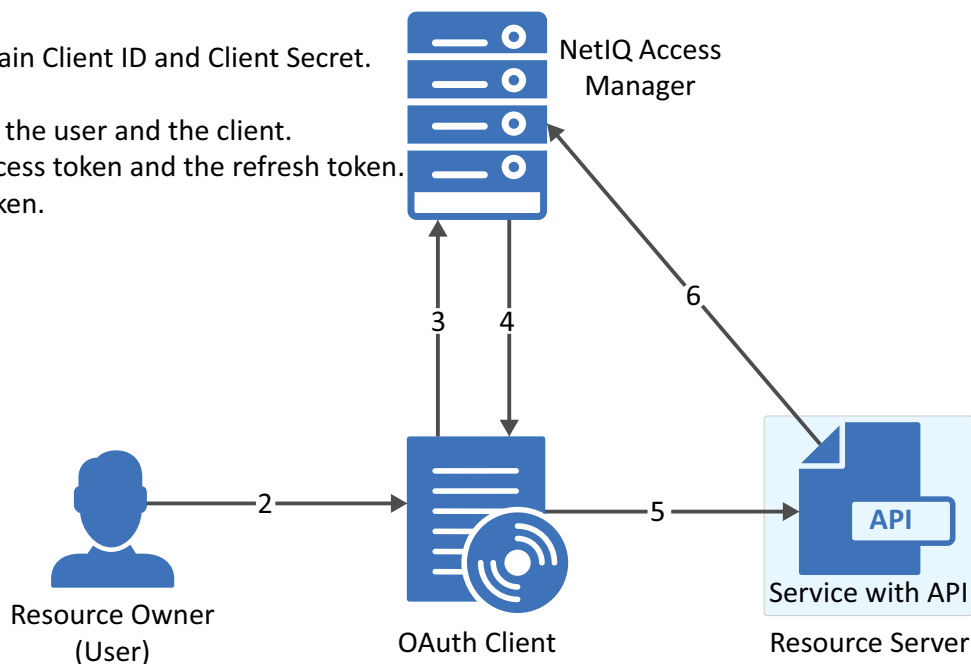 ain Client ID and Client Secret.
the user and the client.
cess token and the refresh token.
ken.
NetIQ Access
Manager
6
3
4
2
5
API
Service with API
Resource Owner
(User)
OAuth Client
Resource Server